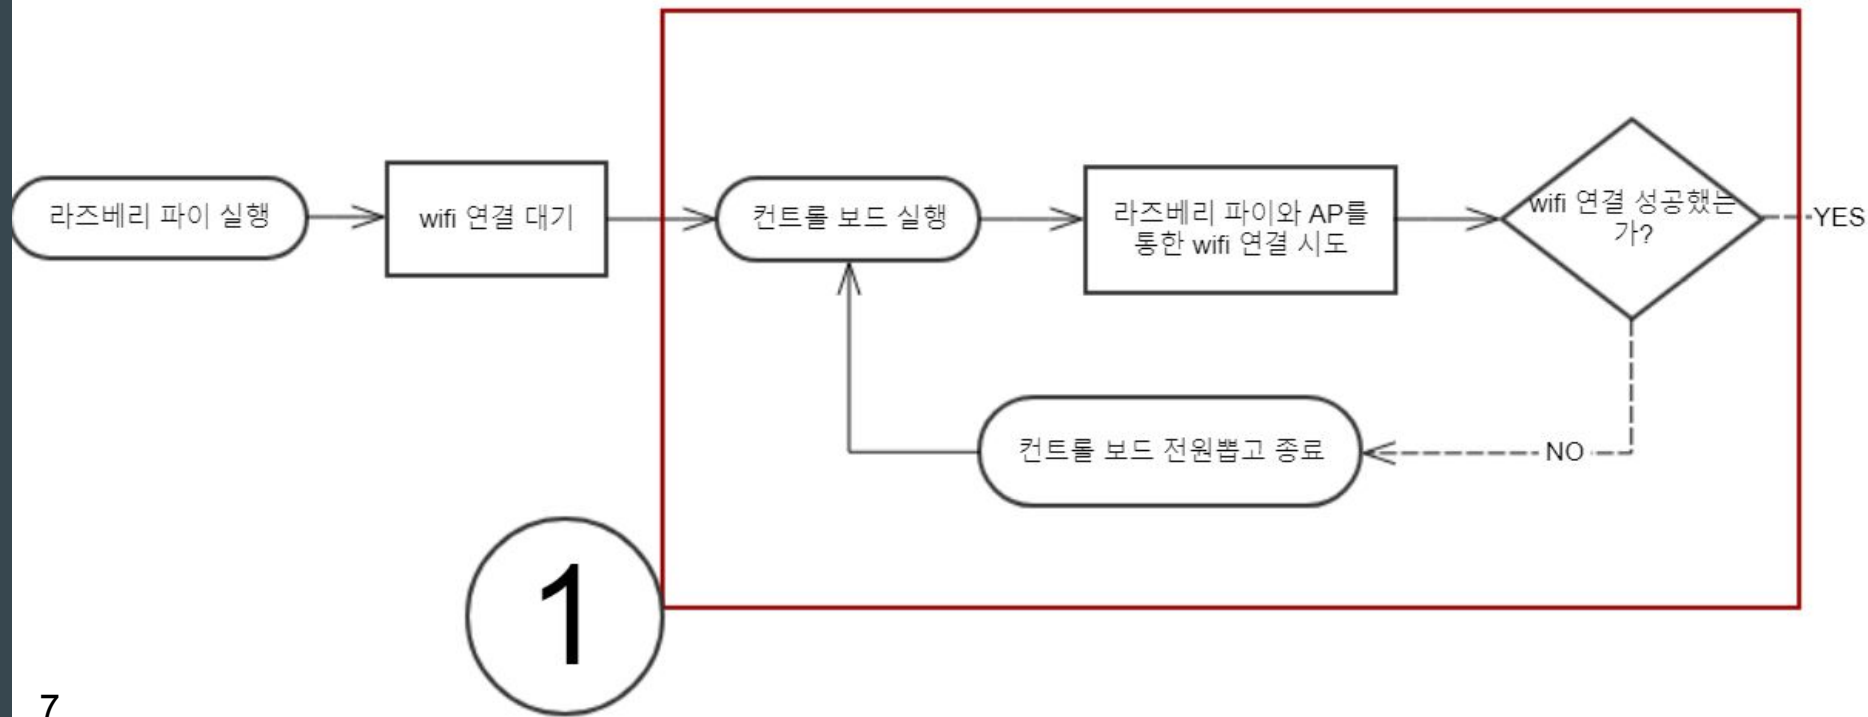 라즈베리 파이 실행
wifi 연결 대기
컨트롤 보드 실행
라즈베리 파이와 AP를
통한 wifi 연결 시도
wifi 연결 성공했는
가?
YES
컨트롤 보드 전원뽑고 종료
NO
1
7